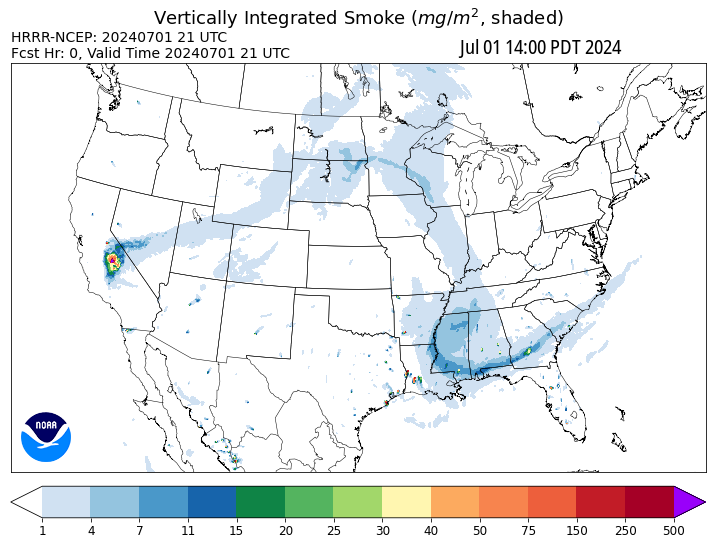 Vertically Integrated Smoke (mg/m², shaded)
HRRR-NCEP: 20240701 21 UTC
Fcst Hr: 0, Valid Time 20240701 21 UTC
Jul 01 14:00 PDT 2024
NOAA
1 4 7 11 15 20 25 30 40 50 75 150 250 500